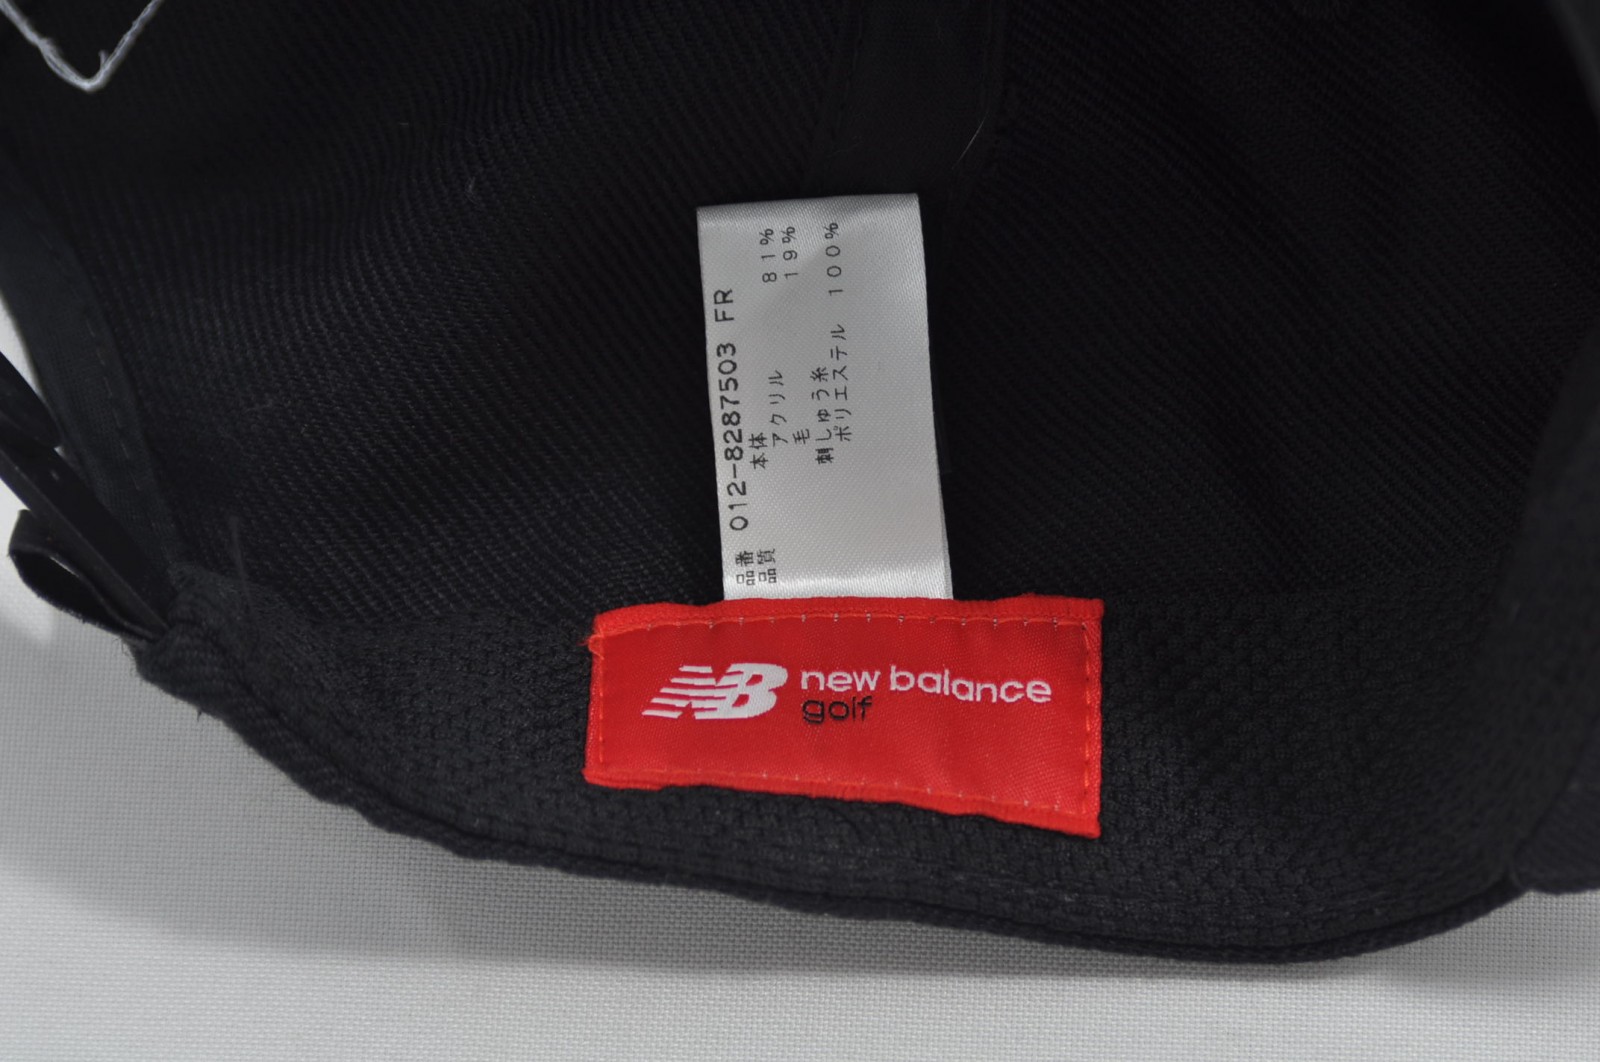 品番 012-8287503 FR
品質 本体
アクリル 81%
毛 19%
刺しゅう糸
ポリエステル 100%
NB new balance
golf